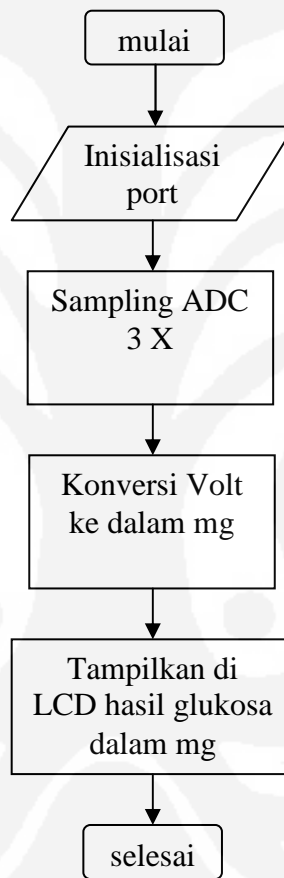 mulai
Inisialisasi
port
Sampling ADC
3 X
Konversi Volt
ke dalam mg
Tampilkan di
LCD hasil glukosa
dalam mg
selesai